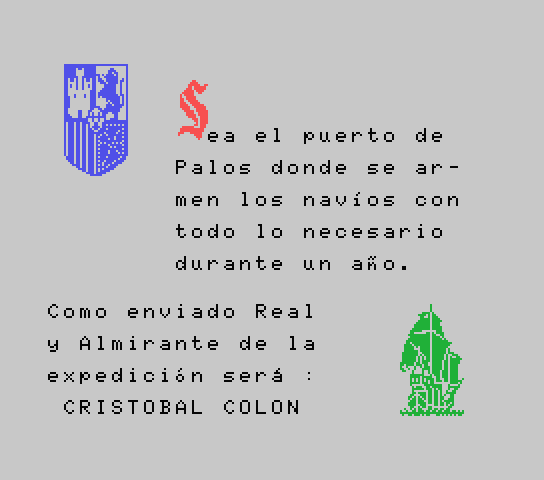 Sea el puerto de
Palos donde se ar-
men los navíos con
todo lo necesario
durante un año.
Como enviado Real
y Almirante de la
expedición será :
CRISTOBAL COLON